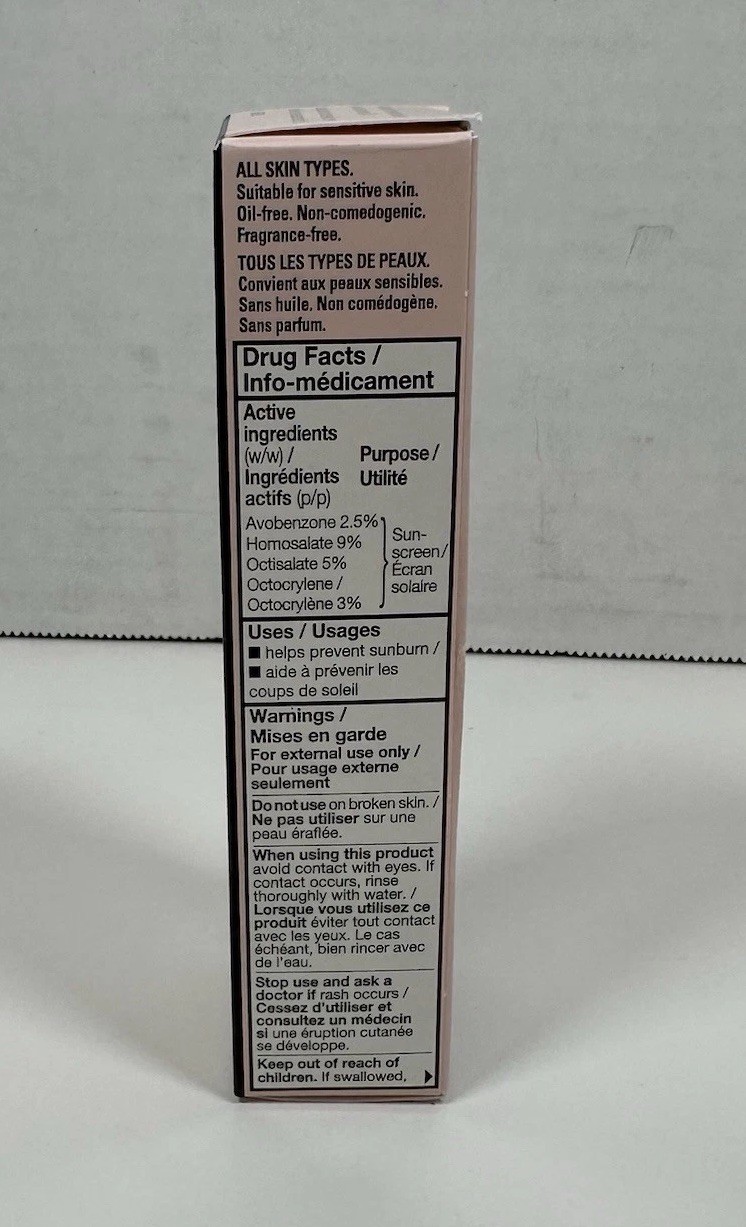 ALL SKIN TYPES.
Suitable for sensitive skin.
Oil-free. Non-comedogenic.
Fragrance-free.
TOUS LES TYPES DE PEAUX.
Convient aux peaux sensibles.
Sans huile. Non comédogène.
Sans parfum.
Drug Facts /
Info-médicament
Active
ingredients
(w/w) /
Ingrédients
actifs (p/p)
Purpose /
Utilité
Avobenzone 2.5%
Homosalate 9%
Octisalate 5%
Octocrylene /
Octocrylène 3%
Sun-
screen/
Écran
solaire
Uses / Usages
■ helps prevent sunburn /
■ aide à prévenir les
coups de soleil
Warnings /
Mises en garde
For external use only /
Pour usage externe
seulement
Do not use on broken skin. /
Ne pas utiliser sur une
peau éraflée.
When using this product
avoid contact with eyes. If
contact occurs, rinse
thoroughly with water. /
Lorsque vous utilisez ce
produit éviter tout contact
avec les yeux. Le cas
échéant, bien rincer avec
de l'eau.
Stop use and ask a
doctor if rash occurs /
Cessez d'utiliser et
consultez un médecin
si une éruption cutanée
se développe.
Keep out of reach of
children. If swallowed,